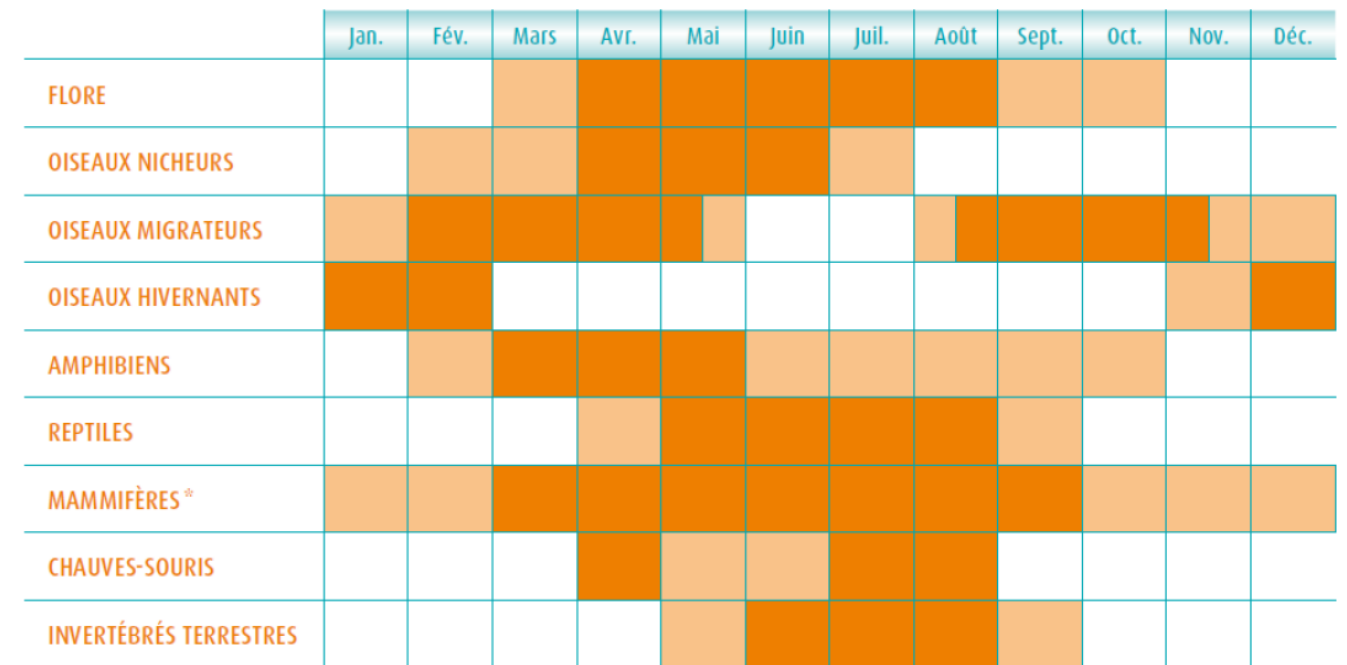 Jan. Fév. Mars Avr. Mai Juin Juil. Août Sept. Oct. Nov. Déc.
FLORE
OISEAUX NICHEURS
OISEAUX MIGRATEURS
OISEAUX HIVERNANTS
AMPHIBIENS
REPTILES
MAMMIFÈRES*
CHAUVES-SOURIS
INVERTÉBRÉS TERRESTRES